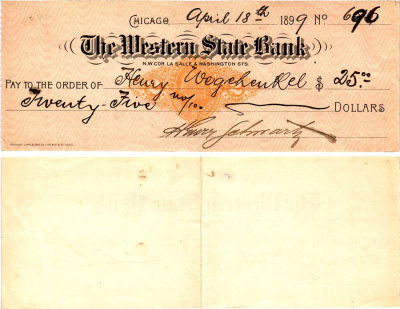 CHICAGO, April 18th 1899 No 696
The Western State Bank
N.W. COR. LA SALLE & WASHINGTON STS.
PAY TO THE ORDER OF Henry Wegehenkel $ 25.00
Twenty-Five no/100 DOLLARS
Henry Schwartz